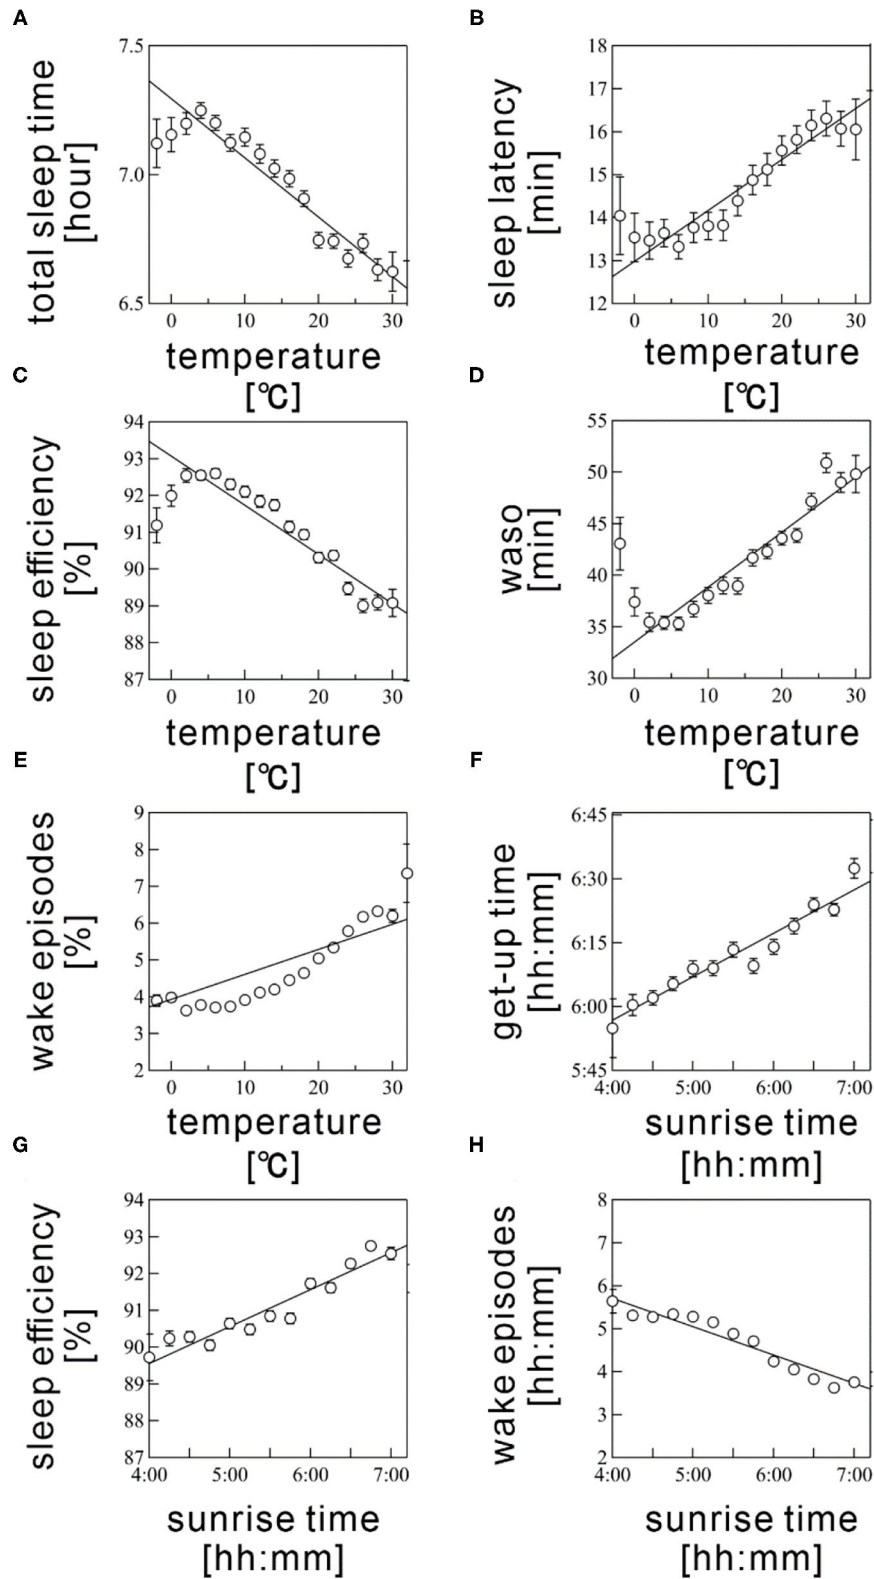 A
7.5
7.0
6.5
total sleep time
[hour]
0 10 20 30
temperature
[℃]
B
18
17
16
15
14
13
12
sleep latency
[min]
0 10 20 30
temperature
[℃]
C
94
93
92
91
90
89
88
87
sleep efficiency
[%]
0 10 20 30
temperature
[℃]
D
55
50
45
40
35
30
waso
[min]
0 10 20 30
temperature
[℃]
E
9
8
7
6
5
4
3
2
wake episodes
[%]
0 10 20 30
temperature
[℃]
F
6:45
6:30
6:15
6:00
5:45
get-up time
[hh:mm]
4:00 5:00 6:00 7:00
sunrise time
[hh:mm]
G
94
93
92
91
90
89
88
87
sleep efficiency
[%]
4:00 5:00 6:00 7:00
sunrise time
[hh:mm]
H
8
7
6
5
4
3
2
wake episodes
[hh:mm]
4:00 5:00 6:00 7:00
sunrise time
[hh:mm]